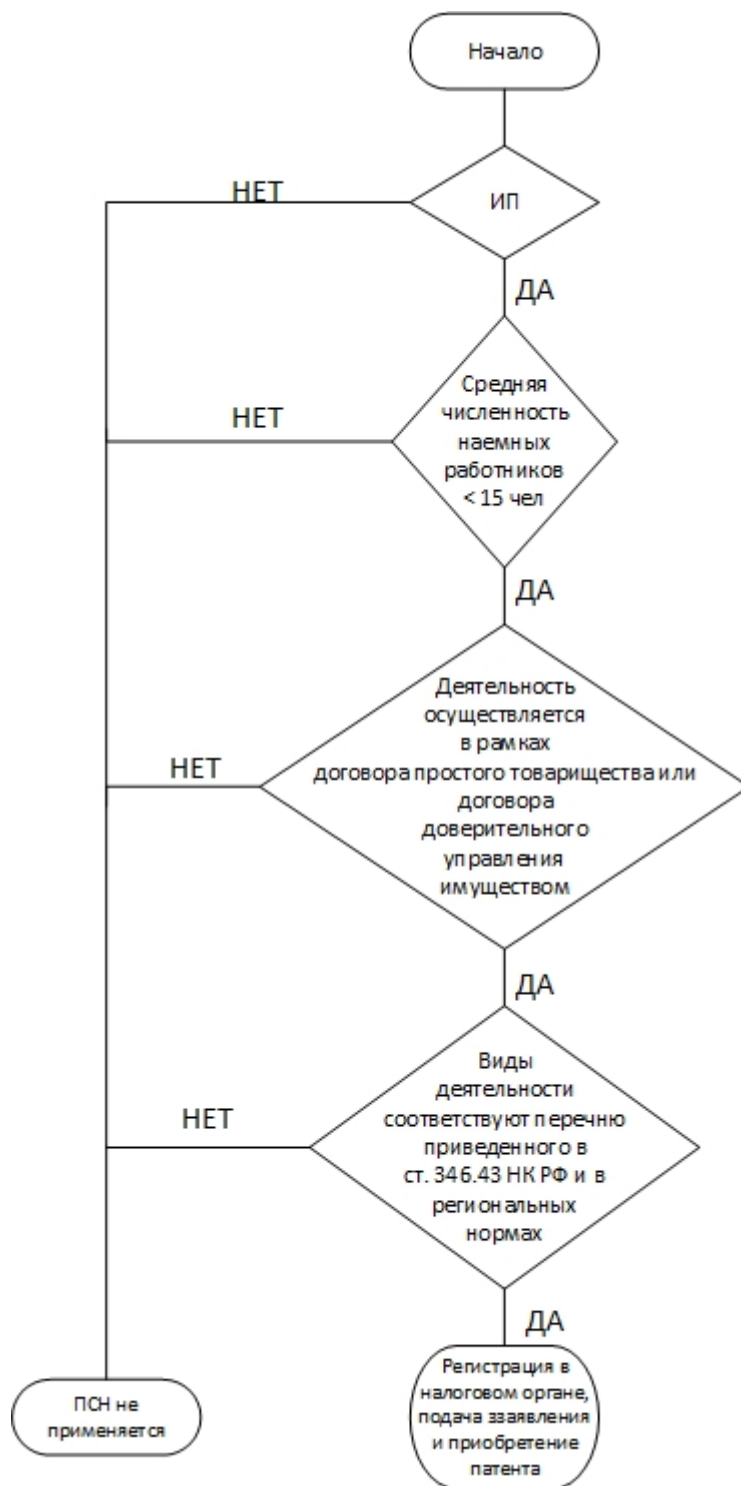 Начало
НЕТ
ИП
ДА
НЕТ
Средняя
численность
наемных
работников
< 15 чел
ДА
НЕТ
Деятельность
осуществляется
в рамках
договора простого товарищества или
договора
доверительного
управления
имуществом
ДА
НЕТ
Виды
деятельности
соответствуют перечню
приведенного в
ст. 346.43 НК РФ и в
региональных
нормах
ДА
ПСН не
применяется
Регистрация в
налоговом органе,
подача ззаявления
и приобретение
патента